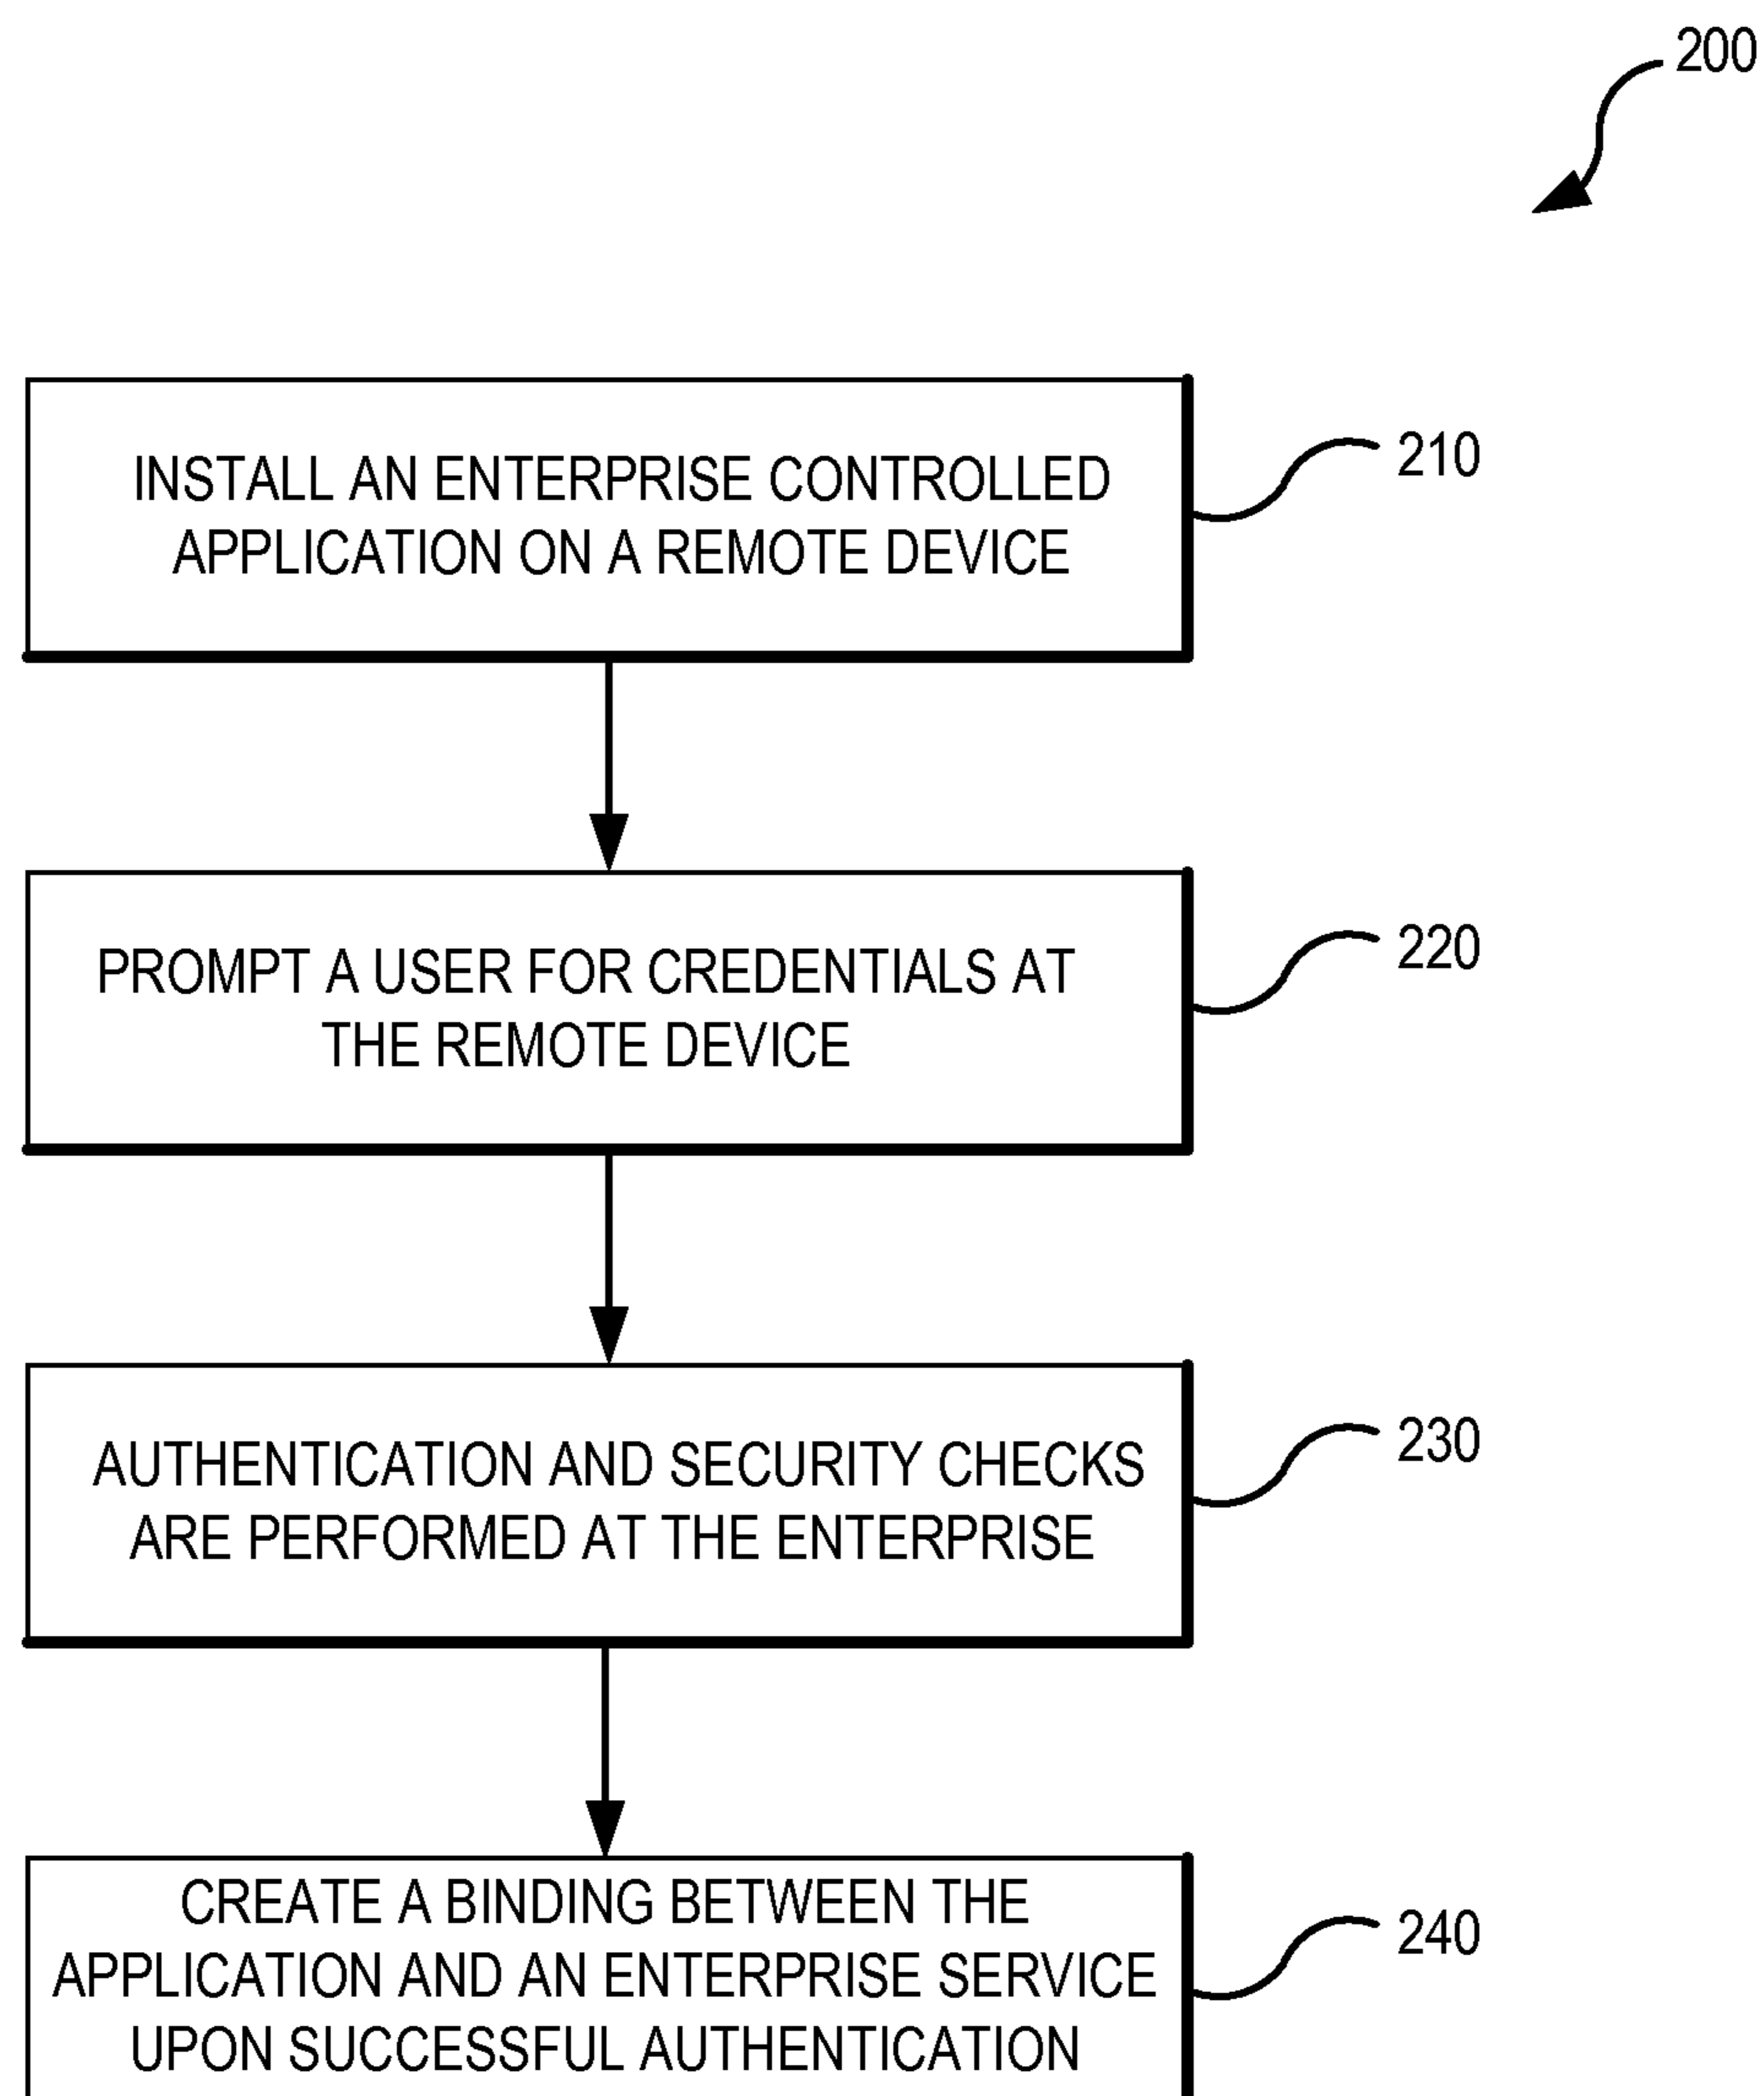 200
INSTALL AN ENTERPRISE CONTROLLED
APPLICATION ON A REMOTE DEVICE
210
PROMPT A USER FOR CREDENTIALS AT
THE REMOTE DEVICE
220
AUTHENTICATION AND SECURITY CHECKS
ARE PERFORMED AT THE ENTERPRISE
230
CREATE A BINDING BETWEEN THE
APPLICATION AND AN ENTERPRISE SERVICE
UPON SUCCESSFUL AUTHENTICATION
240